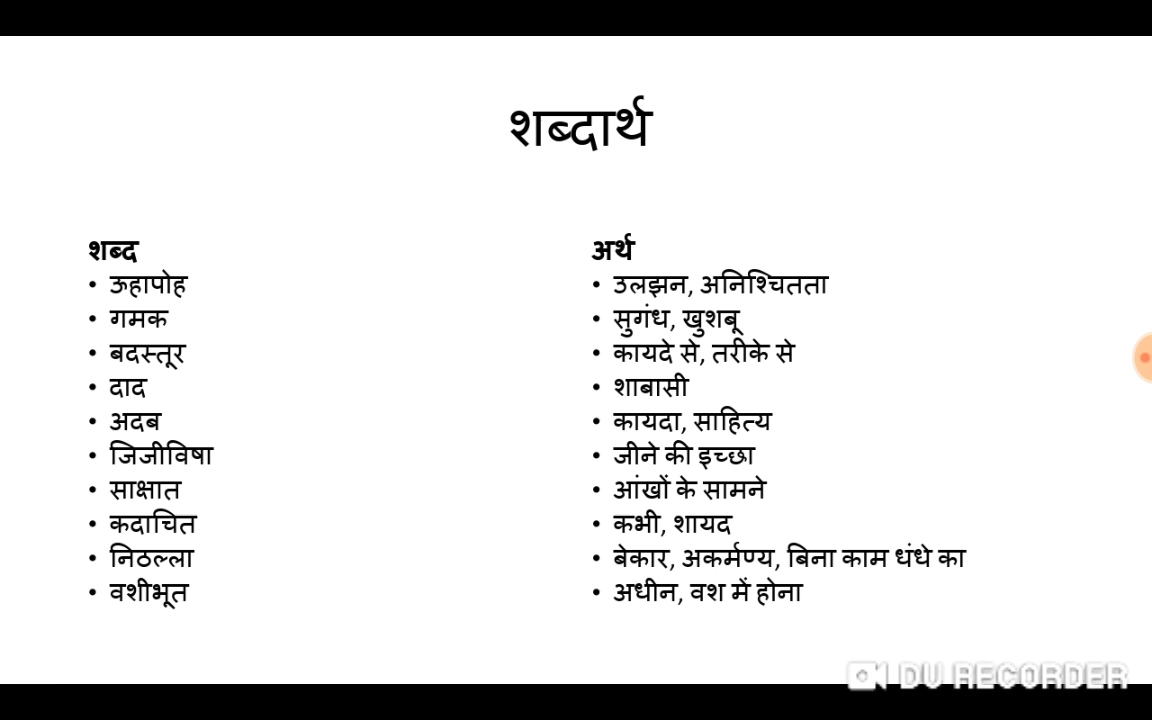 शब्दार्थ
शब्द
• ऊहापोह
• गमक
• बदस्तूर
• दाद
• अदब
• जिजीविषा
• साक्षात
• कदाचित
• निठल्ला
• वशीभूत
अर्थ
• उलझन, अनिश्चितता
• सुगंध, खुशबू
• कायदे से, तरीके से
• शाबासी
• कायदा, साहित्य
• जीने की इच्छा
• आंखों के सामने
• कभी, शायद
• बेकार, अकर्मण्य, बिना काम धंधे का
• अधीन, वश में होना
DU RECORDER